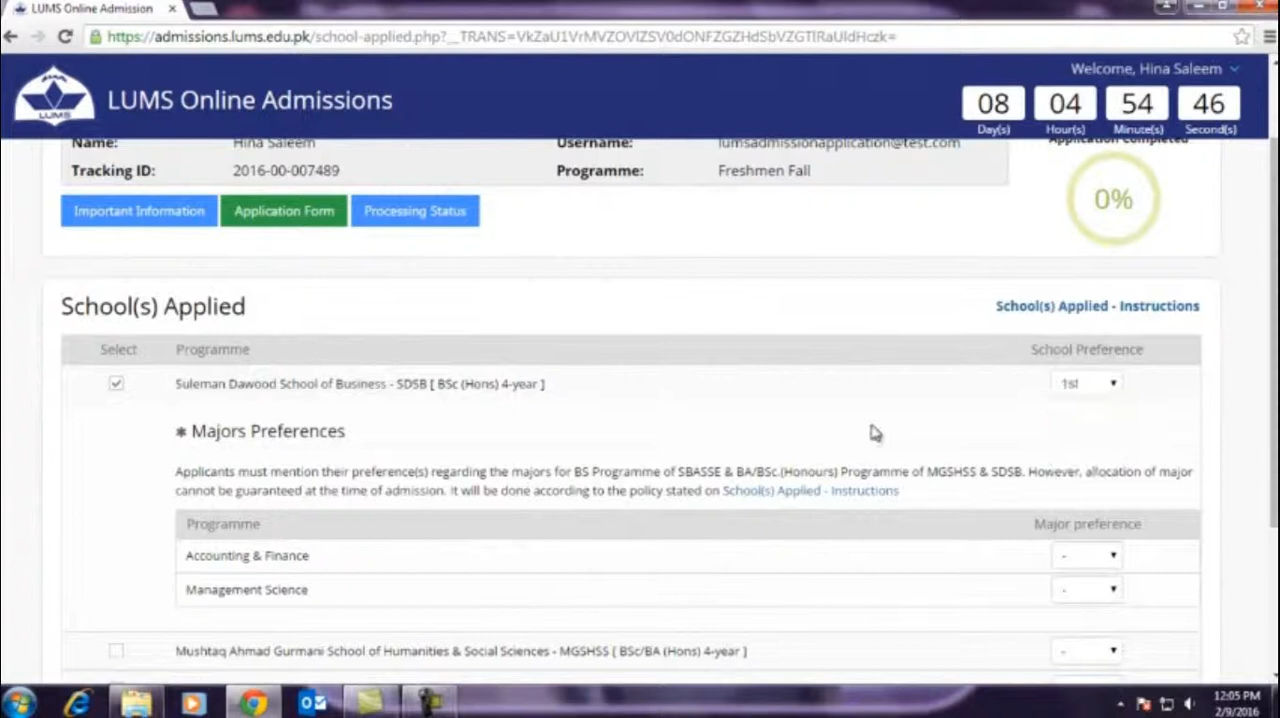 LUMS Online Admission
https://admissions.lums.edu.pk/school-applied.php?__TRANS=VkZaU1VrMVZOVlZSV0dONFZGZHdSbVZGTlRaUldHczk=
Welcome, Hina Saleem
LUMS
LUMS Online Admissions
08 04 54 46
Day(s) Hour(s) Minute(s) Second(s)
Name: Hina Saleem Username: lumsadmissionapplication@test.com
Application Completed
Tracking ID: 2016-00-007489 Programme: Freshmen Fall
0%
Important Information Application Form Processing Status
School(s) Applied School(s) Applied - Instructions
Select Programme School Preference
Suleman Dawood School of Business - SDSB [ BSc (Hons) 4-year ] 1st
✱ Majors Preferences
Applicants must mention their preference(s) regarding the majors for BS Programme of SBASSE & BA/BSc.(Honours) Programme of MGSHSS & SDSB. However, allocation of major
cannot be guaranteed at the time of admission. It will be done according to the policy stated on School(s) Applied - Instructions
Programme Major preference
Accounting & Finance -
Management Science -
Mushtaq Ahmad Gurmani School of Humanities & Social Sciences - MGSHSS [ BSc/BA (Hons) 4-year ] -
12:05 PM
2/9/2016